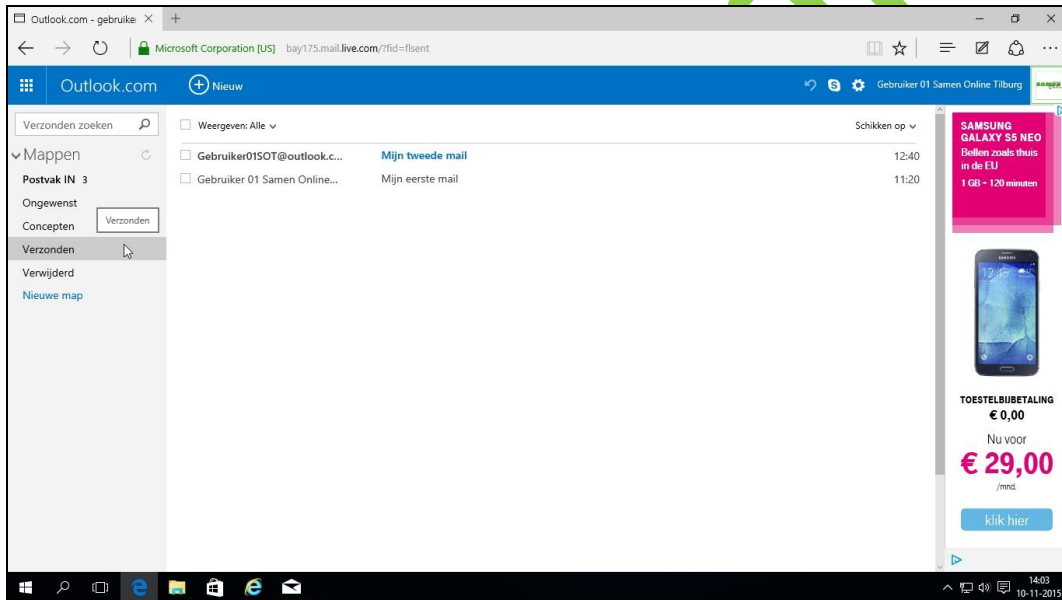 Outlook.com - gebruike
Microsoft Corporation [US] bay175.mail.live.com/?fid=flsent
Outlook.com
Nieuw
Gebruiker 01 Samen Online Tilburg
Verzonden zoeken
Weergeven: Alle
Schikken op
Mappen
Gebruiker01SOT@outlook.c... Mijn tweede mail 12:40
Postvak IN 3
Gebruiker 01 Samen Online... Mijn eerste mail 11:20
Ongewenst
Concepten
Verzonden
Verzonden
Verwijderd
Nieuwe map
SAMSUNG
GALAXY S5 NEO
Bellen zoals thuis
in de EU
1 GB + 120 minuten
12:45
TOESTELBIJBETALING
€ 0,00
Nu voor
€ 29,00
/mnd.
klik hier
14:03
10-11-2015